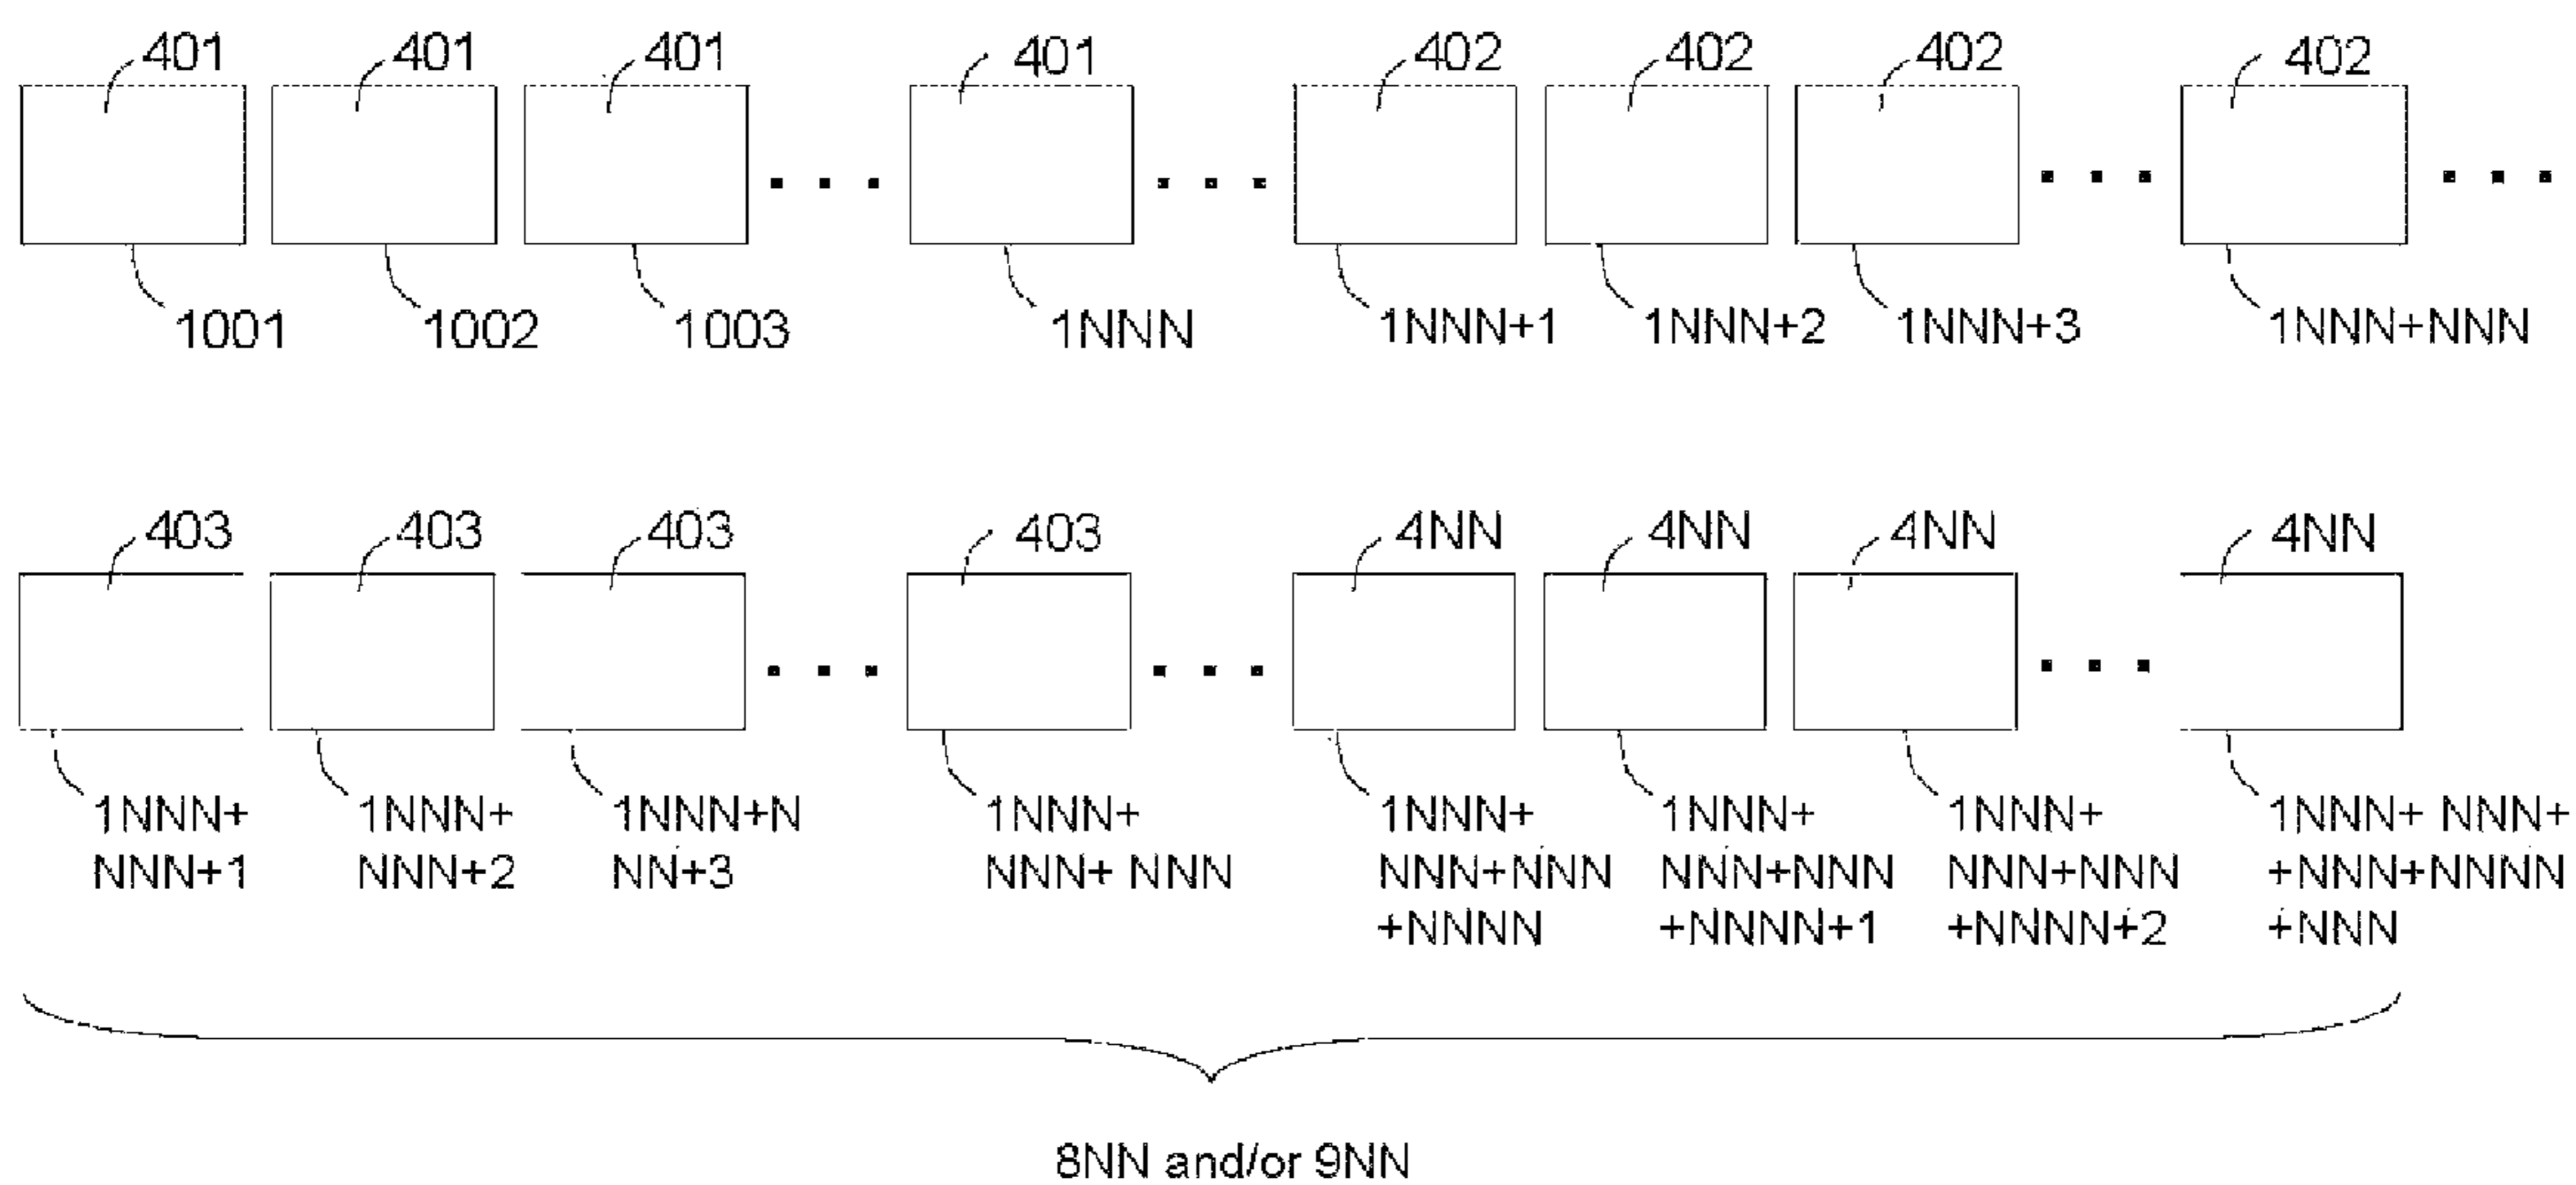 401 401 401 401 402 402 402 402
1001 1002 1003 1NNN 1NNN+1 1NNN+2 1NNN+3 1NNN+NNN
403 403 403 403 4NN 4NN 4NN 4NN
1NNN+ 1NNN+ 1NNN+N 1NNN+ 1NNN+ 1NNN+ 1NNN+ 1NNN+ NNN+
NNN+1 NNN+2 NN+3 NNN+ NNN NNN+NNN NNN+NNN NNN+NNN +NNN+NNNN
+NNNN +NNNN+1 +NNNN+2 +NNN
8NN and/or 9NN